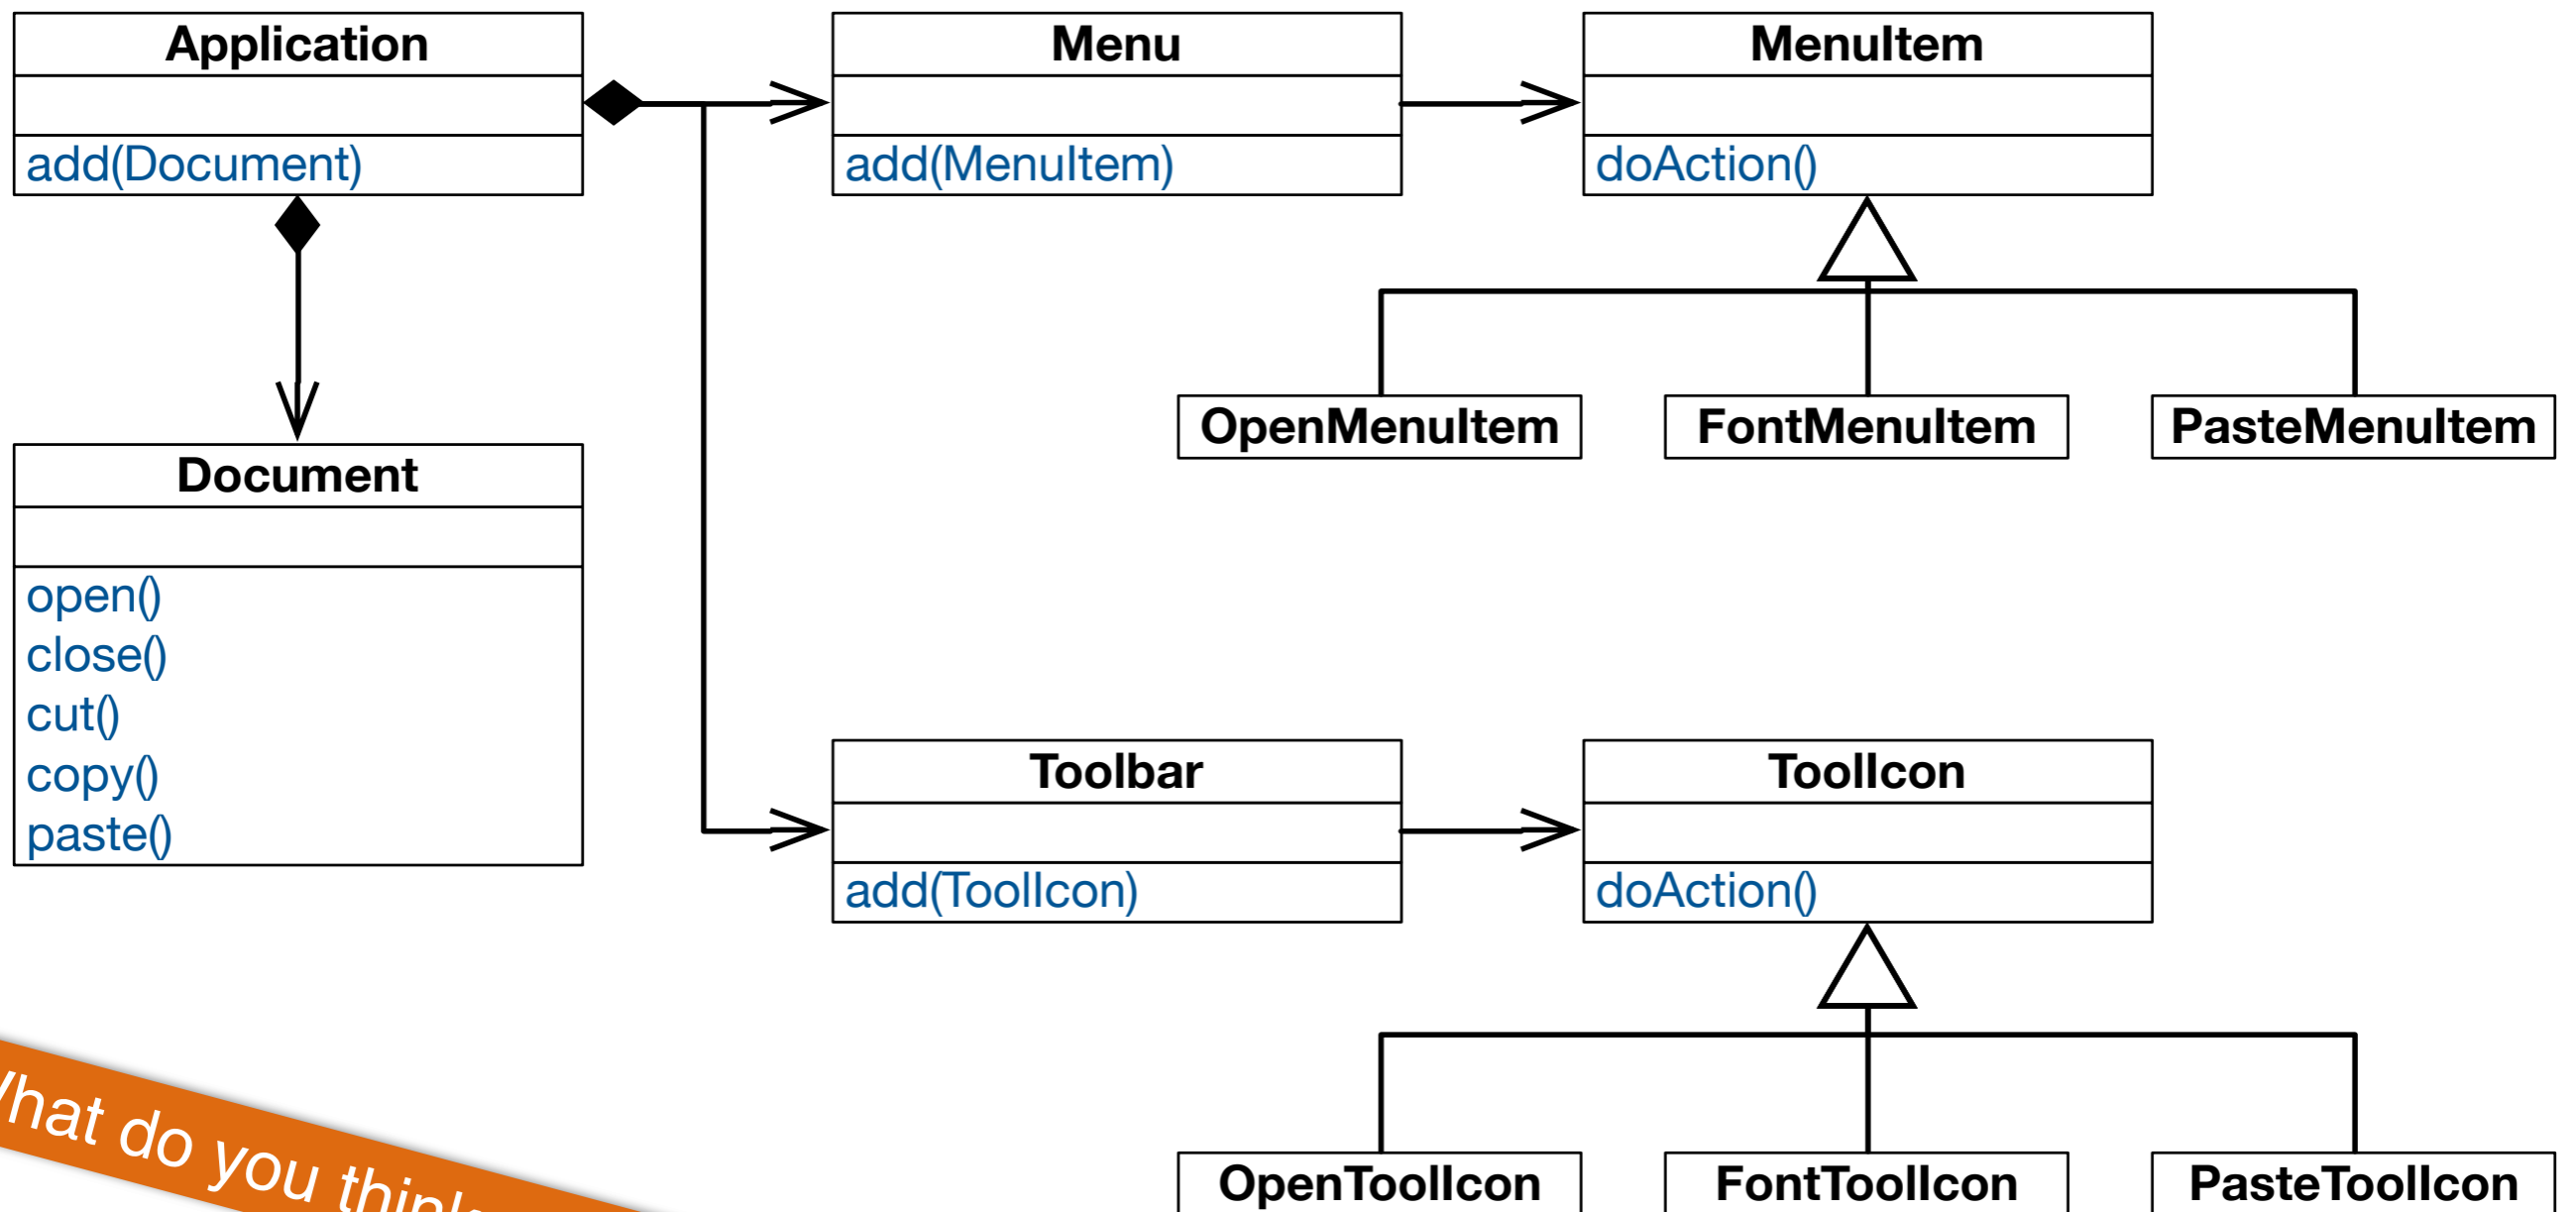 Application
add(Document)
Menu
add(MenuItem)
MenuItem
doAction()
OpenMenuItem
FontMenuItem
PasteMenuItem
Document
open()
close()
cut()
copy()
paste()
Toolbar
add(ToolIcon)
ToolIcon
doAction()
OpenToolIcon
FontToolIcon
PasteToolIcon
do you